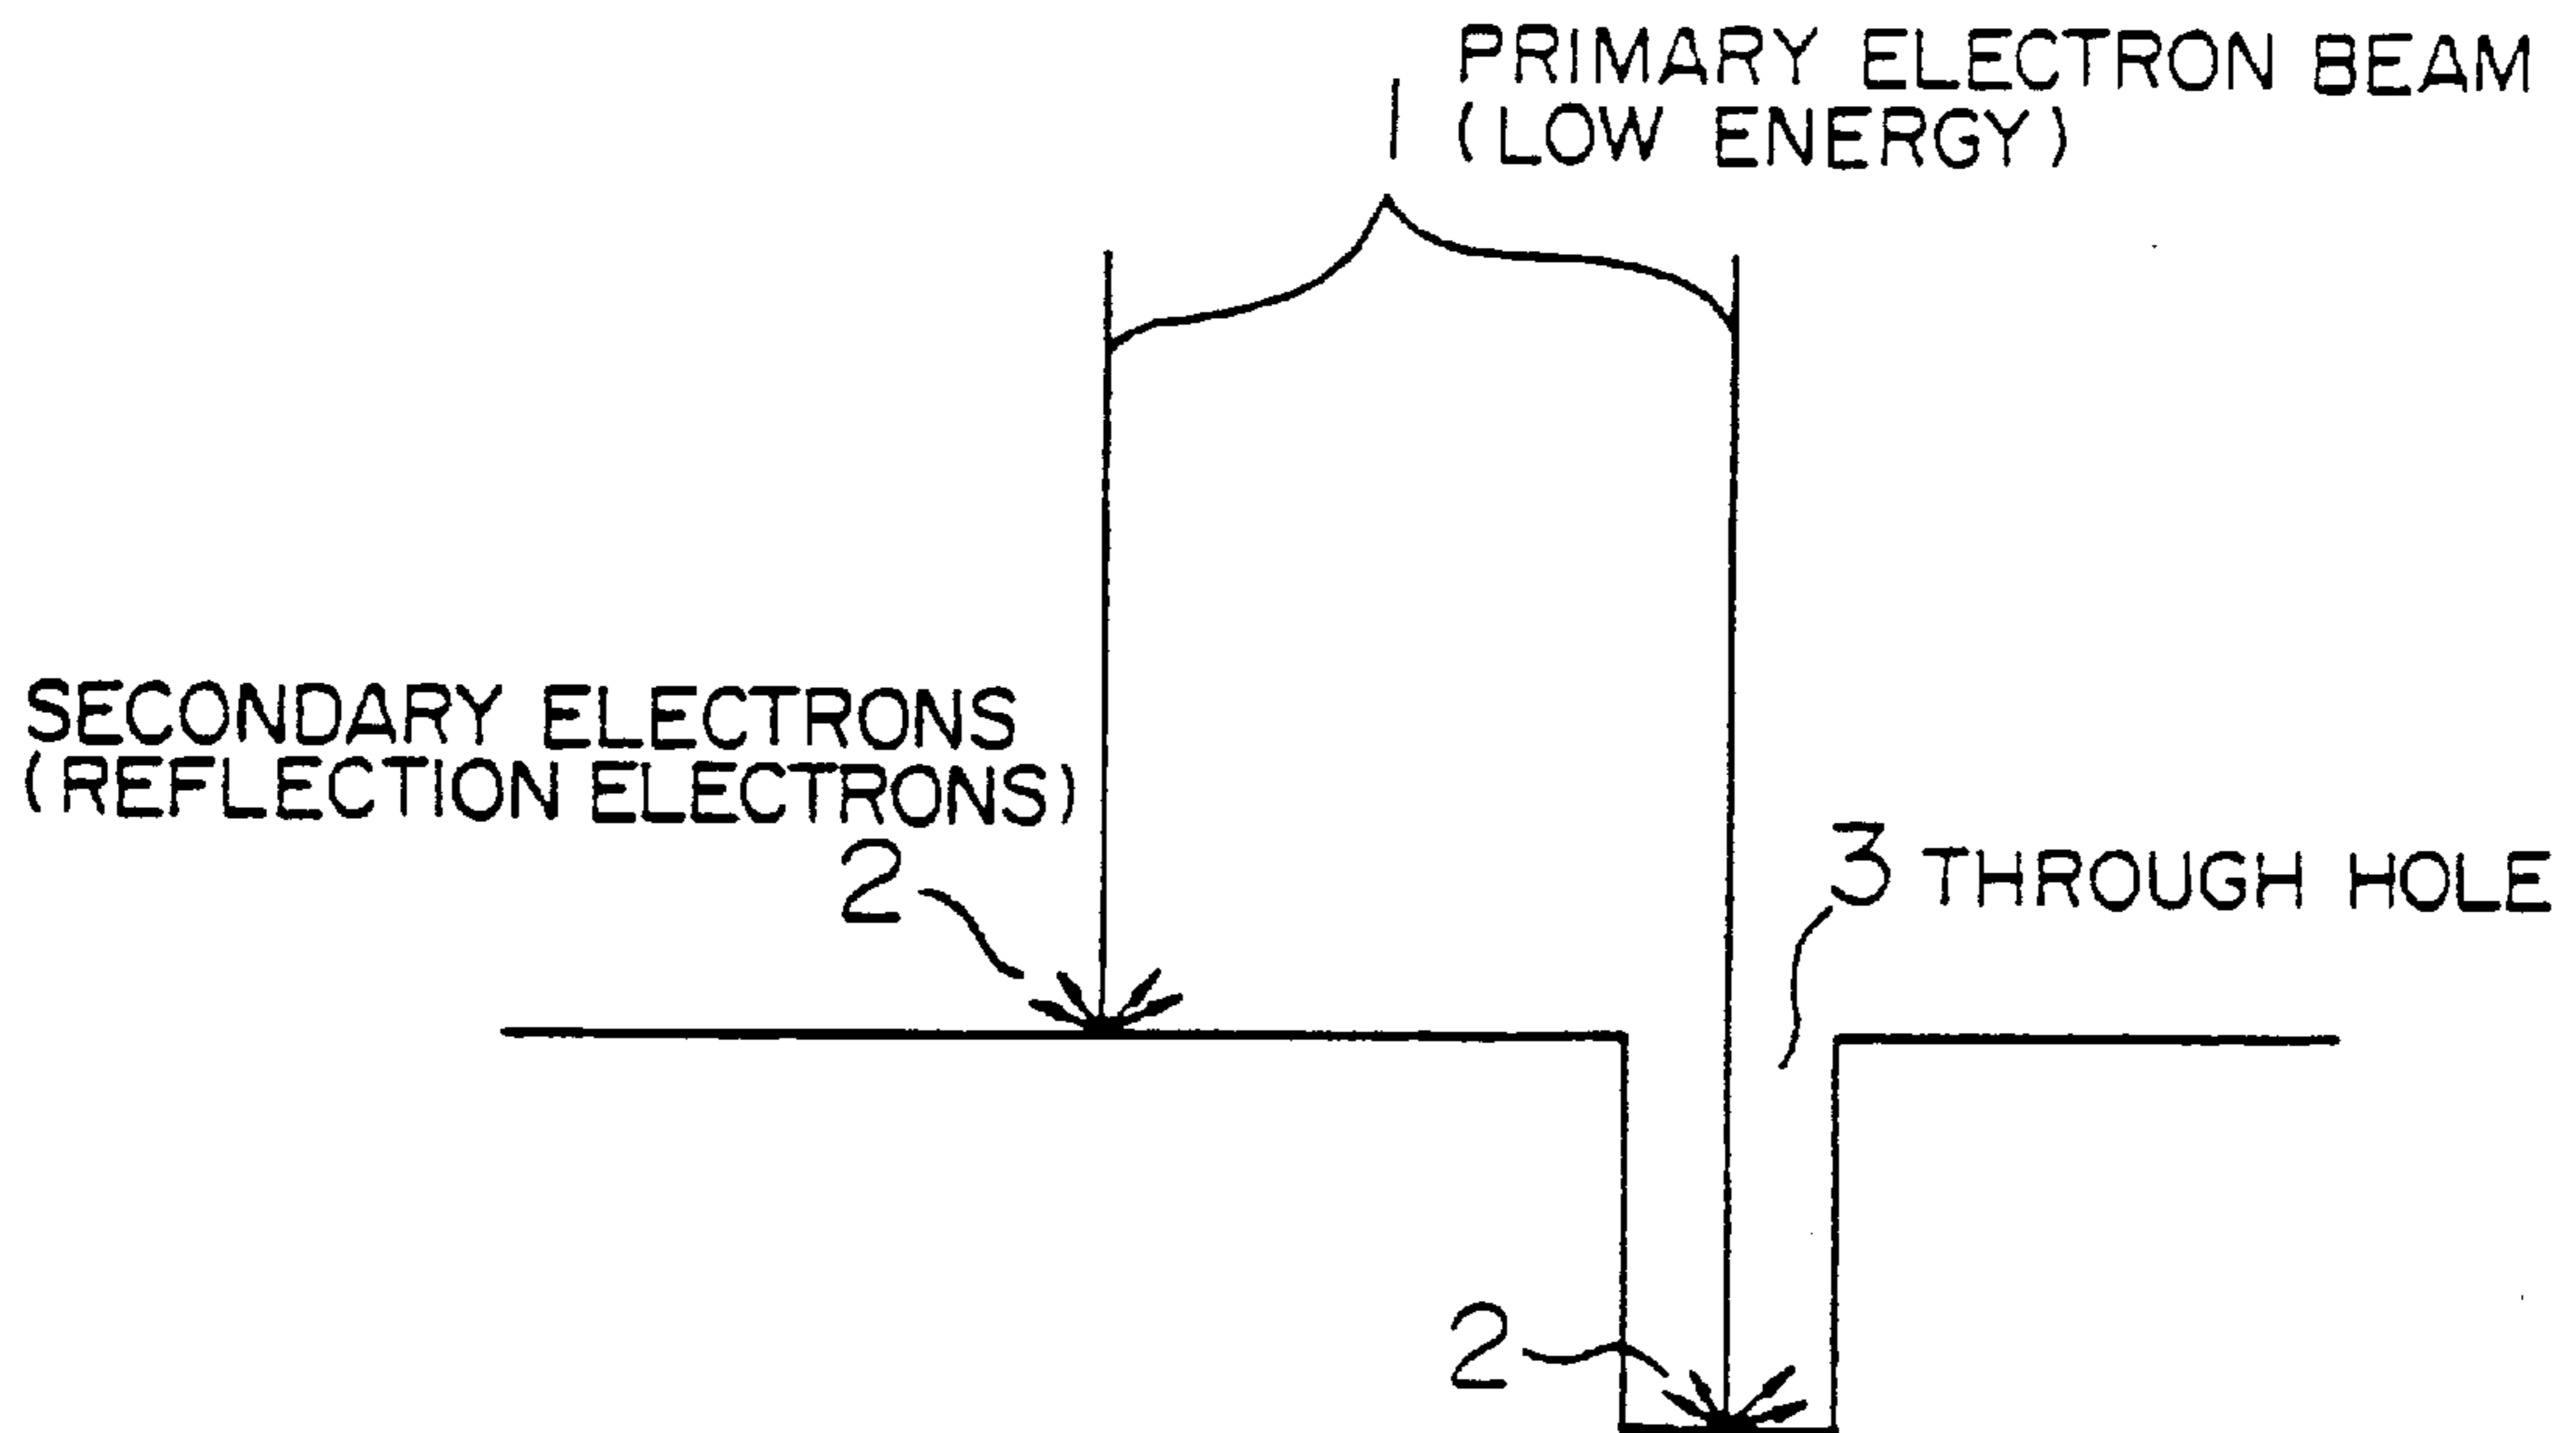 1 PRIMARY ELECTRON BEAM
(LOW ENERGY)
SECONDARY ELECTRONS
(REFLECTION ELECTRONS)
2
3 THROUGH HOLE
2